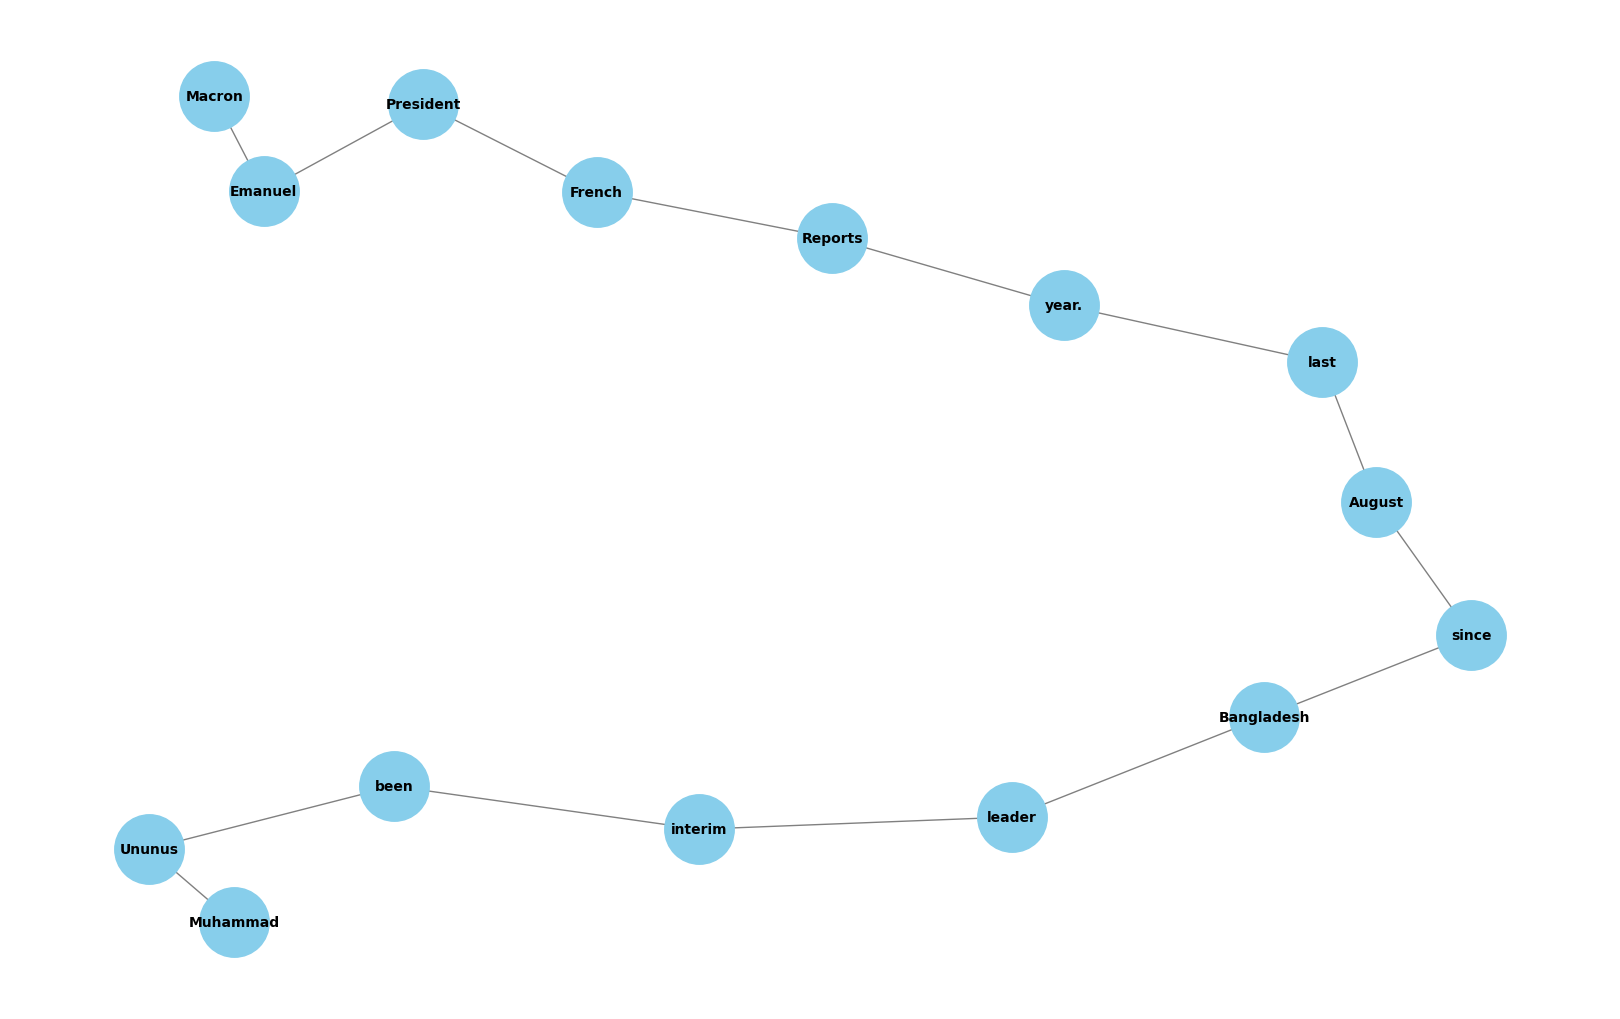 Macron
President
Emanuel
French
Reports
year.
last
August
since
Bangladesh
leader
interim
been
Ununus
Muhammad